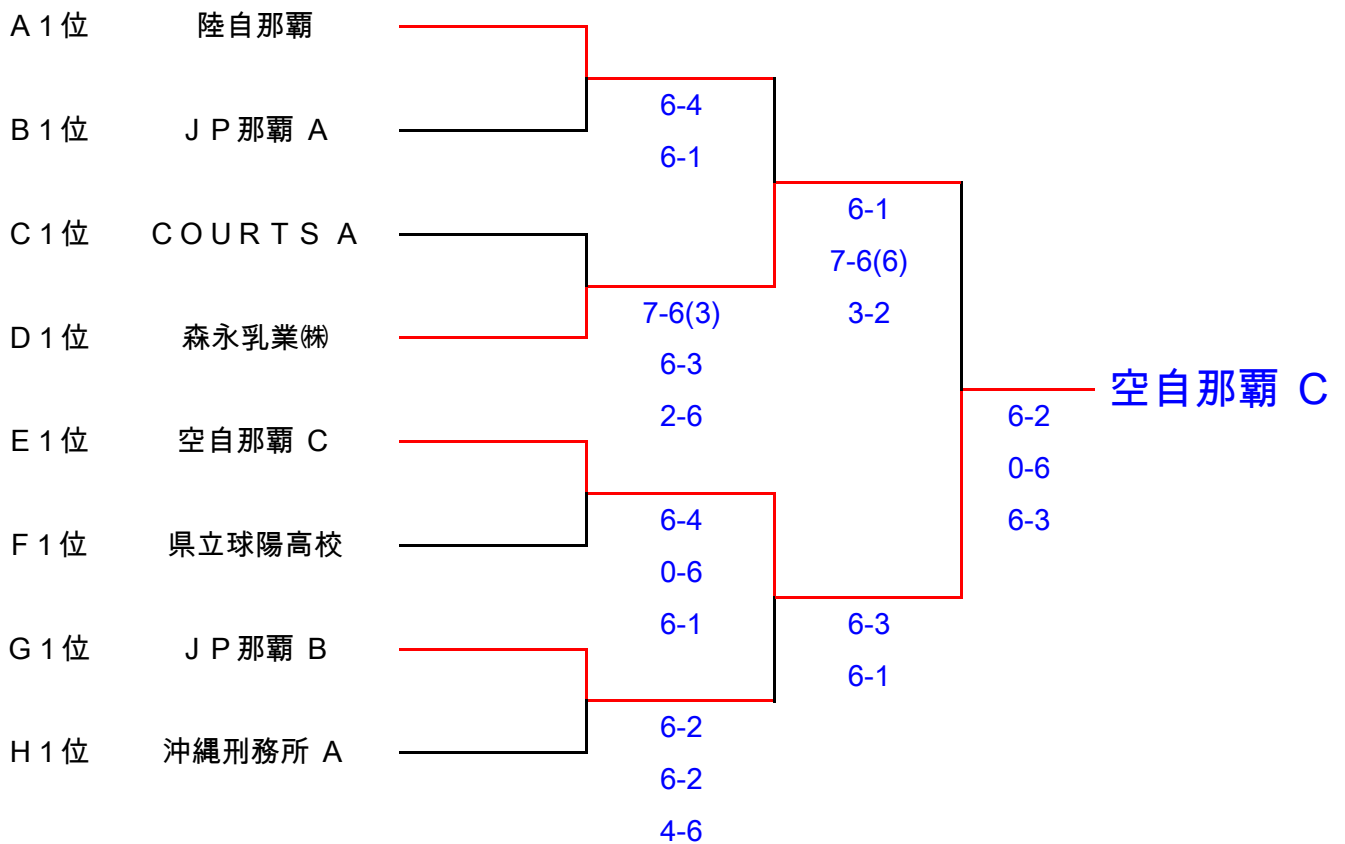 A1位 陸自那覇
6-4
B1位 JP那覇 A
6-1
6-1
C1位 COURTS A
7-6(6)
7-6(3)
3-2
D1位 森永乳業㈱
6-3
空自那覇 C
2-6
6-2
E1位 空自那覇 C
0-6
6-4
6-3
F1位 県立球陽高校
0-6
6-1
6-3
G1位 JP那覇 B
6-1
6-2
H1位 沖縄刑務所 A
6-2
4-6